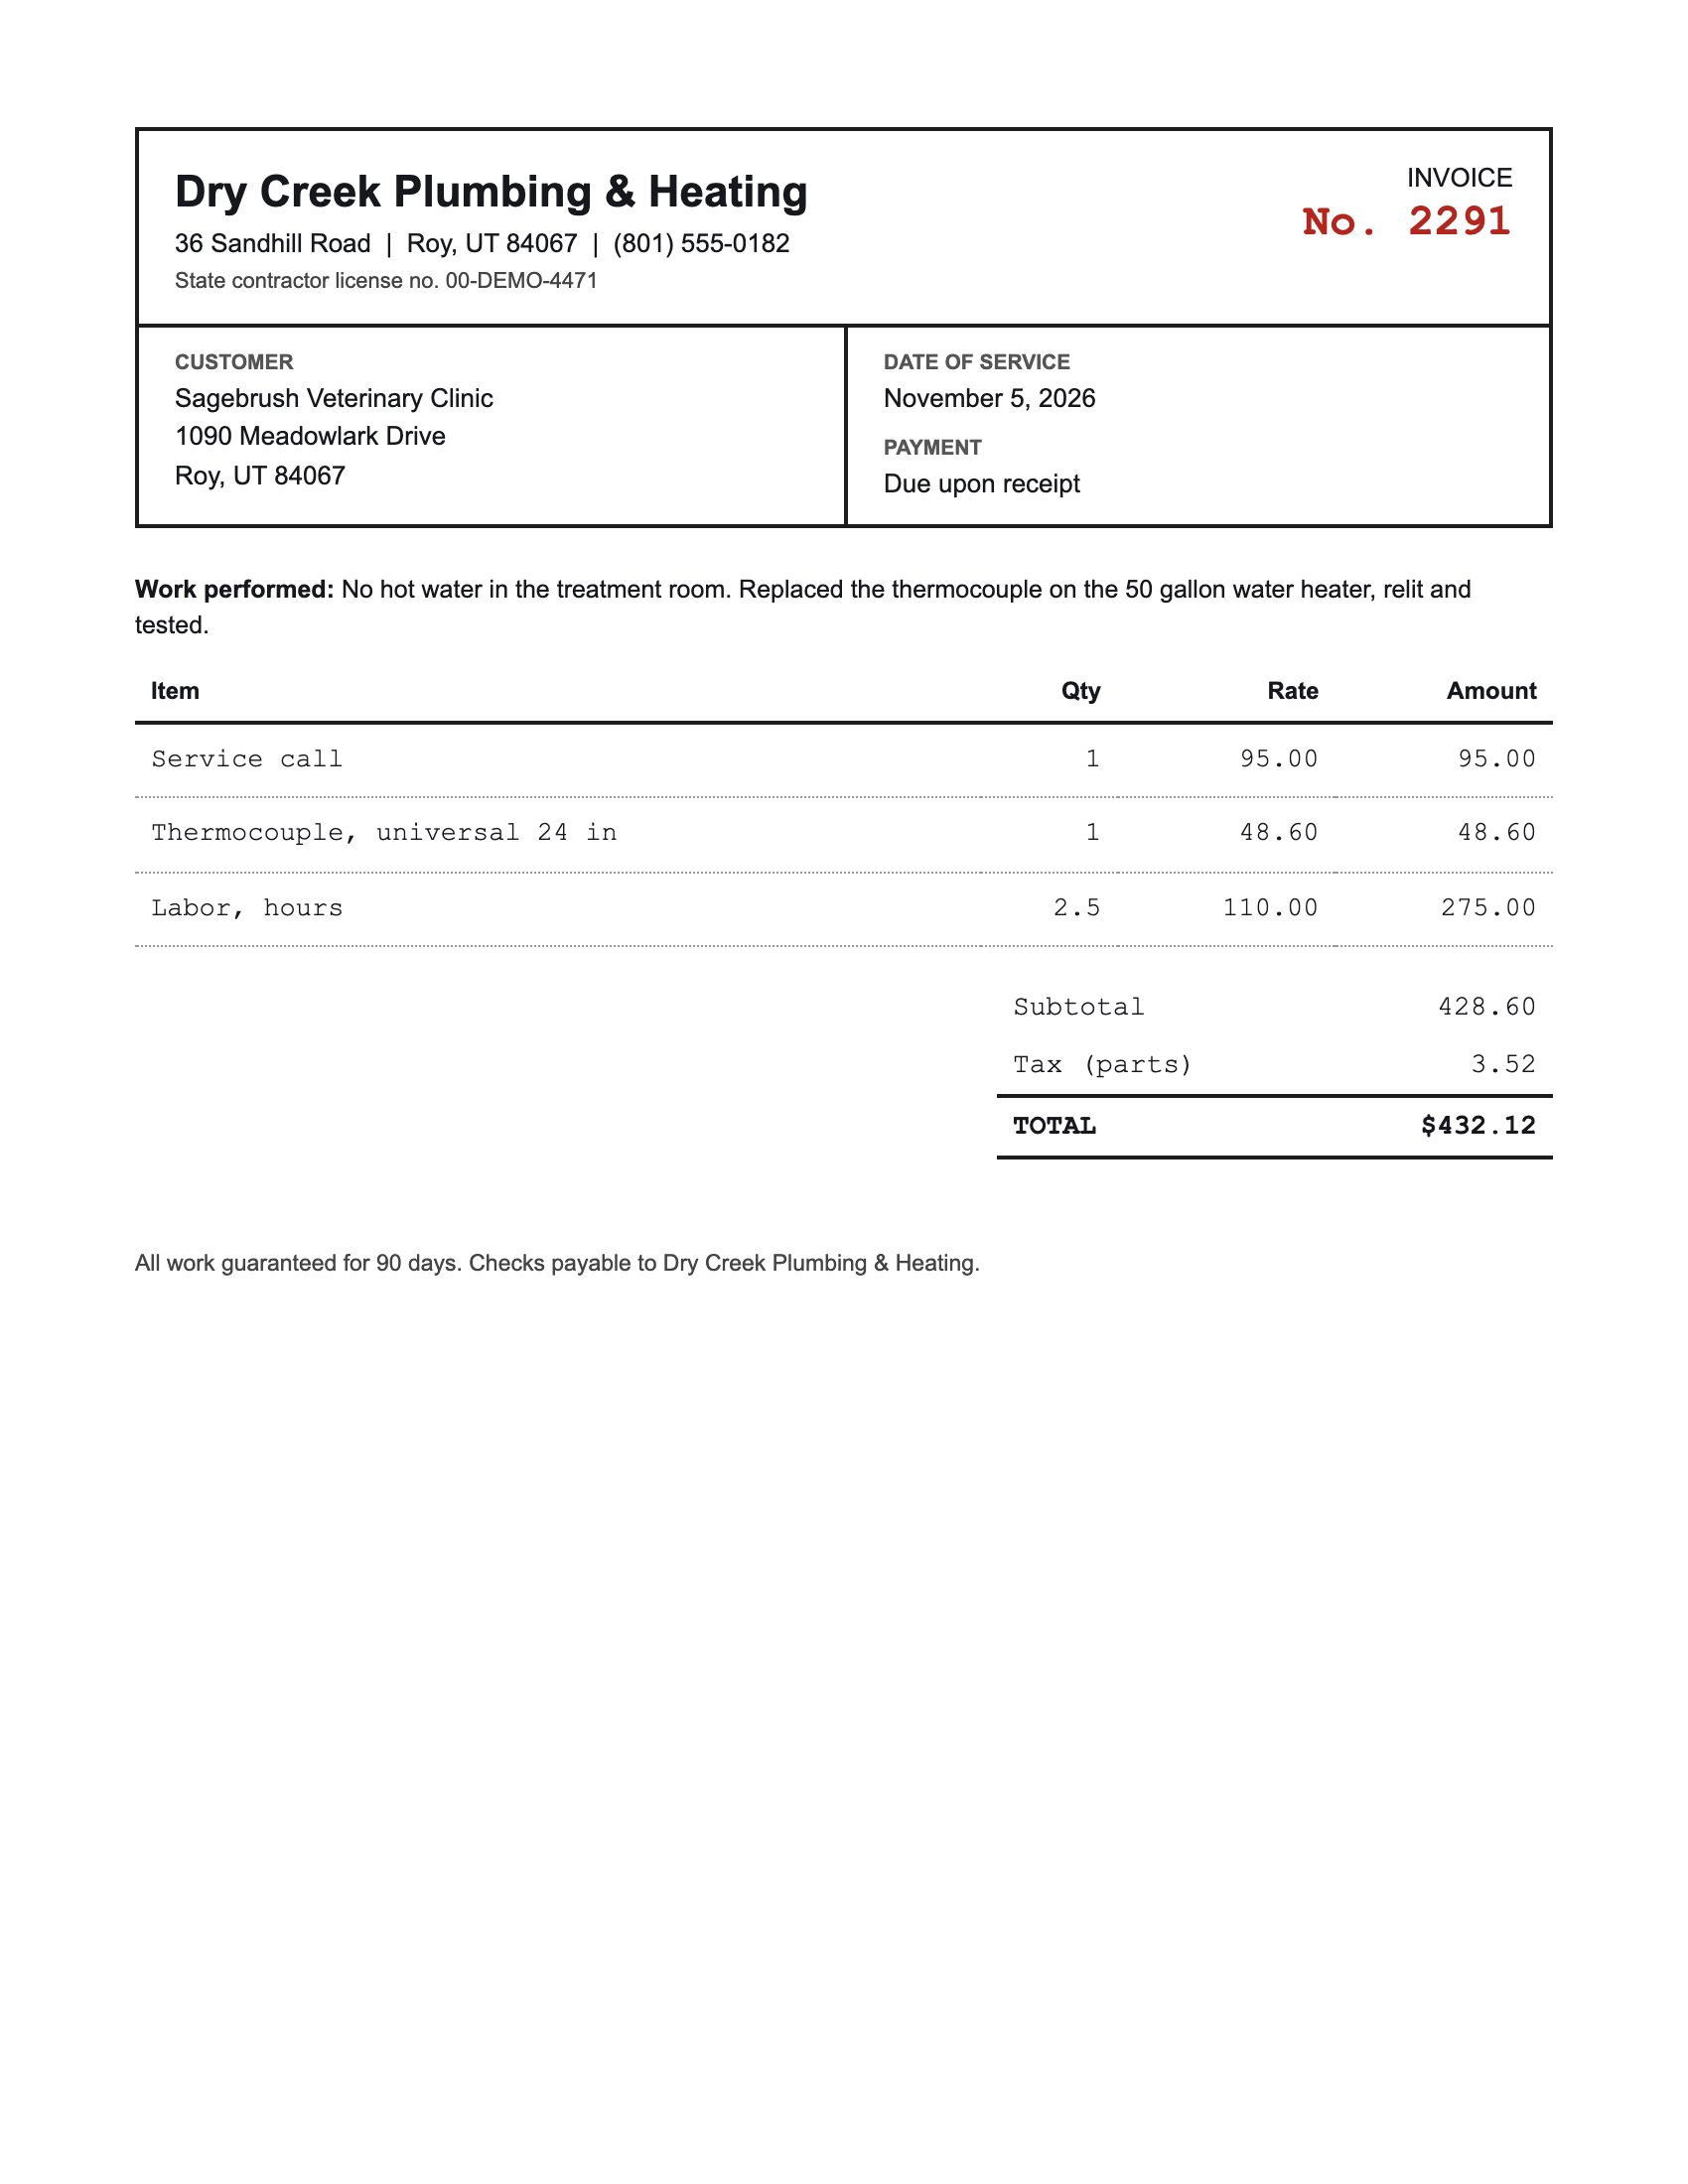 Dry Creek Plumbing & Heating
36 Sandhill Road | Roy, UT 84067 | (801) 555-0182
State contractor license no. 00-DEMO-4471
INVOICE
No. 2291
CUSTOMER
Sagebrush Veterinary Clinic
1090 Meadowlark Drive
Roy, UT 84067
DATE OF SERVICE
November 5, 2026
PAYMENT
Due upon receipt
Work performed: No hot water in the treatment room. Replaced the thermocouple on the 50 gallon water heater, relit and
tested.
Item Qty Rate Amount
Service call 1 95.00 95.00
Thermocouple, universal 24 in 1 48.60 48.60
Labor, hours 2.5 110.00 275.00
Subtotal 428.60
Tax (parts) 3.52
TOTAL $432.12
All work guaranteed for 90 days. Checks payable to Dry Creek Plumbing & Heating.